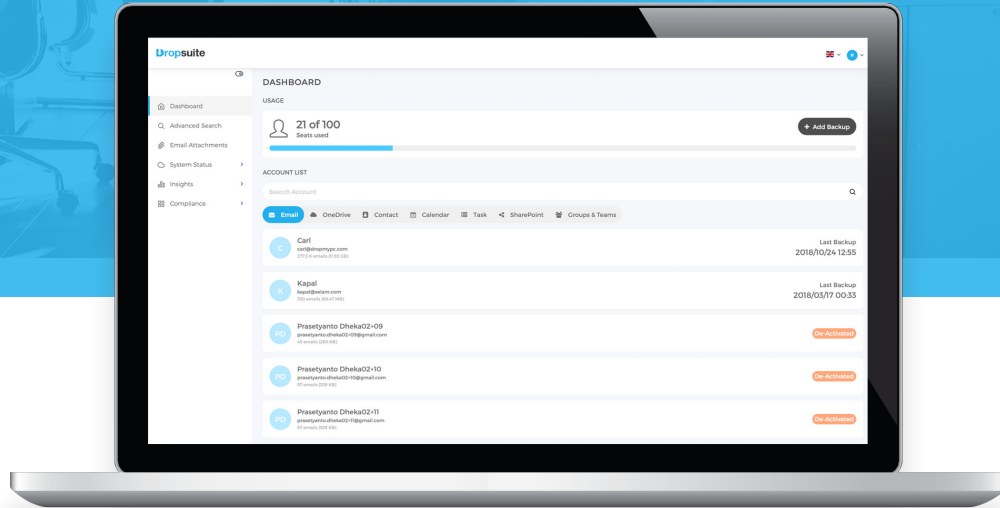 Dropsuite
DASHBOARD
USAGE
Dashboard
Advanced Search
Email Attachments
System Status
Insights
Compliance
21 of 100
Seats used
+ Add Backup
ACCOUNT LIST
Search Account
Email OneDrive Contact Calendar Task SharePoint Groups & Teams
C
Carl
carl@dropmypc.com
Last Backup
2018/10/24 12:55
K
Kapal
kapal@selam.com
Last Backup
2018/03/17 00:33
PD
Prasetyanto Dheka02+09
prasetyanto.dheka02+09@gmail.com
De-Activated
PD
Prasetyanto Dheka02+10
prasetyanto.dheka02+10@gmail.com
De-Activated
PD
Prasetyanto Dheka02+11
prasetyanto.dheka02+11@gmail.com
De-Activated